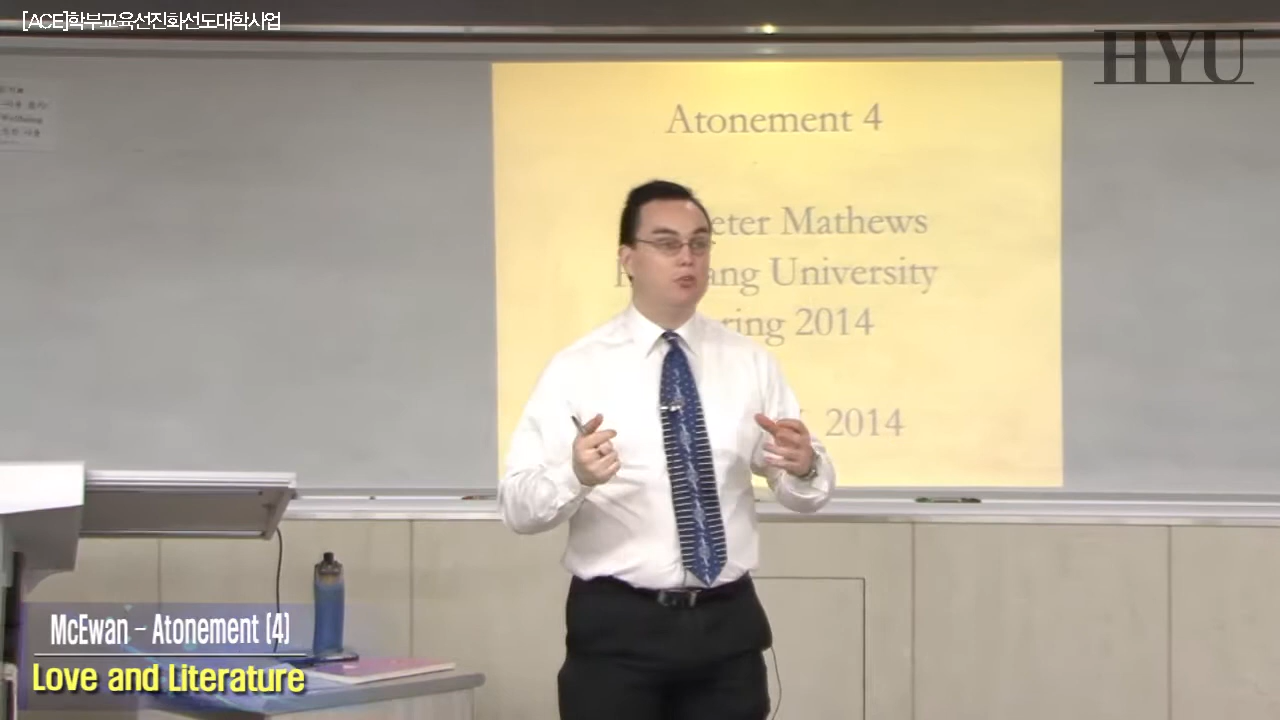 [ACE]학부교육선진화선도대학사업
HYU
Atonement 4
eter Mathews
ang University
ring 2014
2014
McEwan - Atonement (4)
Love and Literature